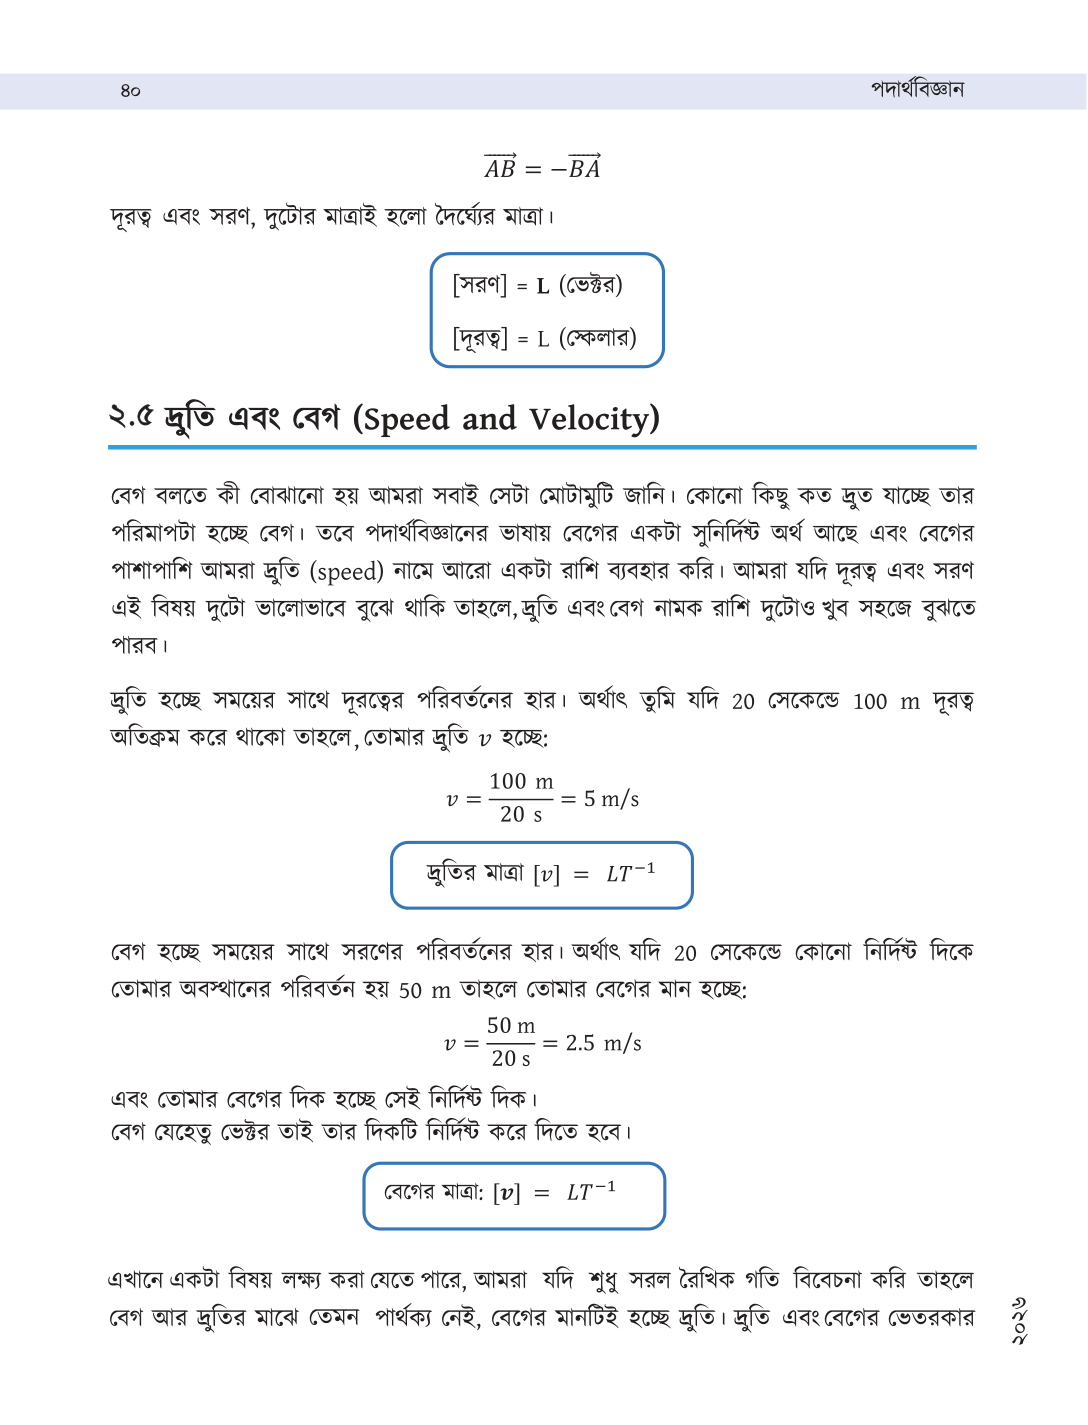 ৪০
পদার্থবিজ্ঞান
$\overrightarrow{AB} = -\overrightarrow{BA}$
দূরত্ব এবং সরণ, দুটোর মাত্রাই হলো দৈর্ঘ্যের মাত্রা।
[সরণ] = L (ভেক্টর)
[দূরত্ব] = L (স্কেলার)
২.৫ দ্রুতি এবং বেগ (Speed and Velocity)
বেগ বলতে কী বোঝানো হয় আমরা সবাই সেটা মোটামুটি জানি। কোনো কিছু কত দ্রুত যাচ্ছে তার
পরিমাপটা হচ্ছে বেগ। তবে পদার্থবিজ্ঞানের ভাষায় বেগের একটা সুনির্দিষ্ট অর্থ আছে এবং বেগের
পাশাপাশি আমরা দ্রুতি (speed) নামে আরো একটা রাশি ব্যবহার করি। আমরা যদি দূরত্ব এবং সরণ
এই বিষয় দুটো ভালোভাবে বুঝে থাকি তাহলে, দ্রুতি এবং বেগ নামক রাশি দুটোও খুব সহজে বুঝতে
পারব।
দ্রুতি হচ্ছে সময়ের সাথে দূরত্বের পরিবর্তনের হার। অর্থাৎ তুমি যদি 20 সেকেন্ডে 100 m দূরত্ব
অতিক্রম করে থাকো তাহলে, তোমার দ্রুতি v হচ্ছে:
$v = \frac{100\ m}{20\ s} = 5\ m/s$
দ্রুতির মাত্রা [v] = $LT^{-1}$
বেগ হচ্ছে সময়ের সাথে সরণের পরিবর্তনের হার। অর্থাৎ যদি 20 সেকেন্ডে কোনো নির্দিষ্ট দিকে
তোমার অবস্থানের পরিবর্তন হয় 50 m তাহলে তোমার বেগের মান হচ্ছে:
$v = \frac{50\ m}{20\ s} = 2.5\ m/s$
এবং তোমার বেগের দিক হচ্ছে সেই নির্দিষ্ট দিক।
বেগ যেহেতু ভেক্টর তাই তার দিকটি নির্দিষ্ট করে দিতে হবে।
বেগের মাত্রা: [v] = $LT^{-1}$
এখানে একটা বিষয় লক্ষ্য করা যেতে পারে, আমরা যদি শুধু সরল রৈখিক গতি বিবেচনা করি তাহলে
বেগ আর দ্রুতির মাঝে তেমন পার্থক্য নেই, বেগের মানটিই হচ্ছে দ্রুতি। দ্রুতি এবং বেগের ভেতরকার
২০২৬